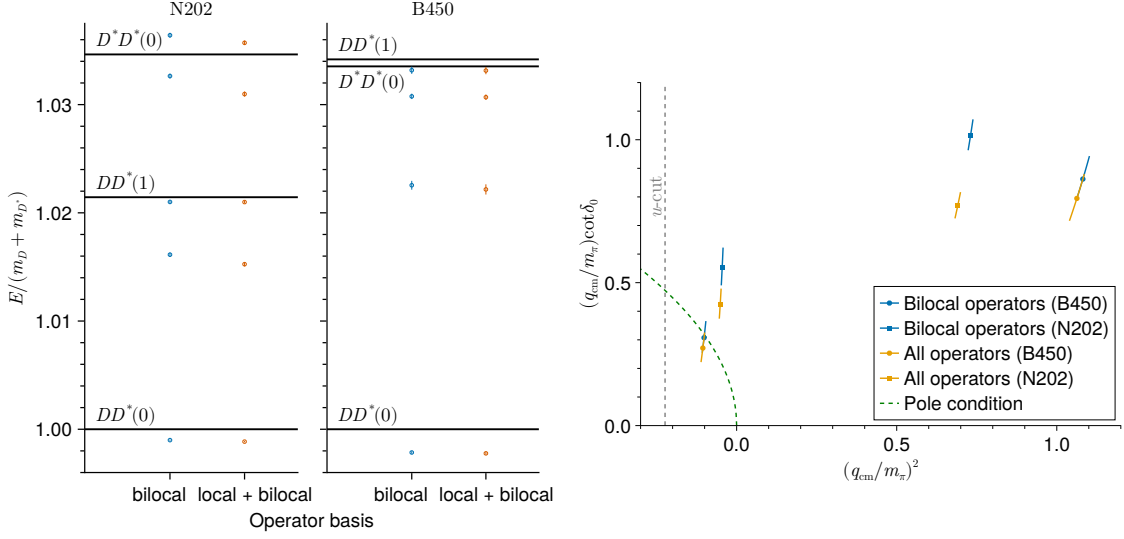 N202
B450
D*D*(0)
DD*(1)
DD*(0)
DD*(1)
D*D*(0)
DD*(0)
1.03
1.02
1.01
1.00
E/(m_D + m_{D*})
bilocal
local + bilocal
bilocal
local + bilocal
Operator basis
1.0
0.5
0.0
(q_cm/m_π)cot δ_0
u-cut
Bilocal operators (B450)
Bilocal operators (N202)
All operators (B450)
All operators (N202)
Pole condition
0.0
0.5
1.0
(q_cm/m_π)^2